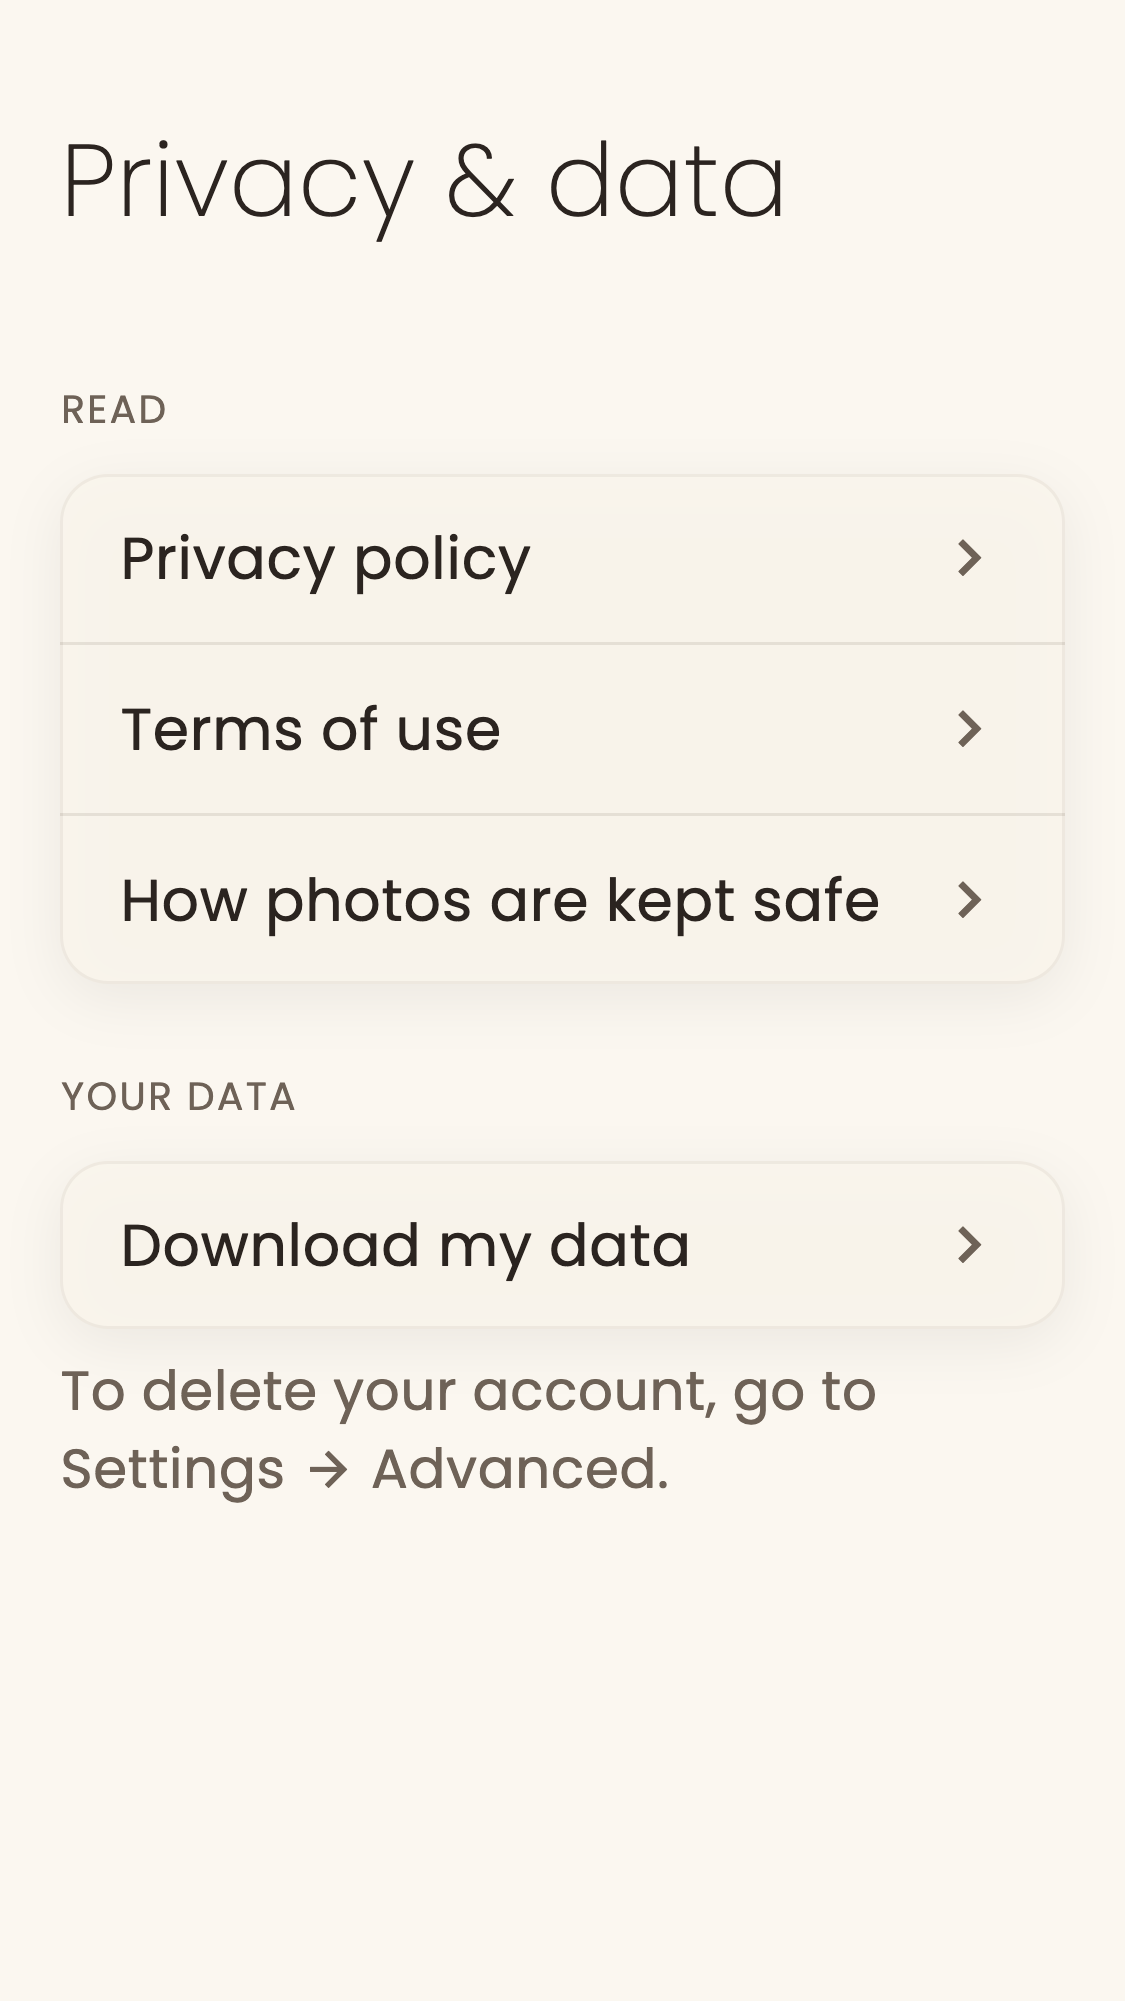 Privacy & data
READ
Privacy policy
Terms of use
How photos are kept safe
YOUR DATA
Download my data
To delete your account, go to
Settings → Advanced.